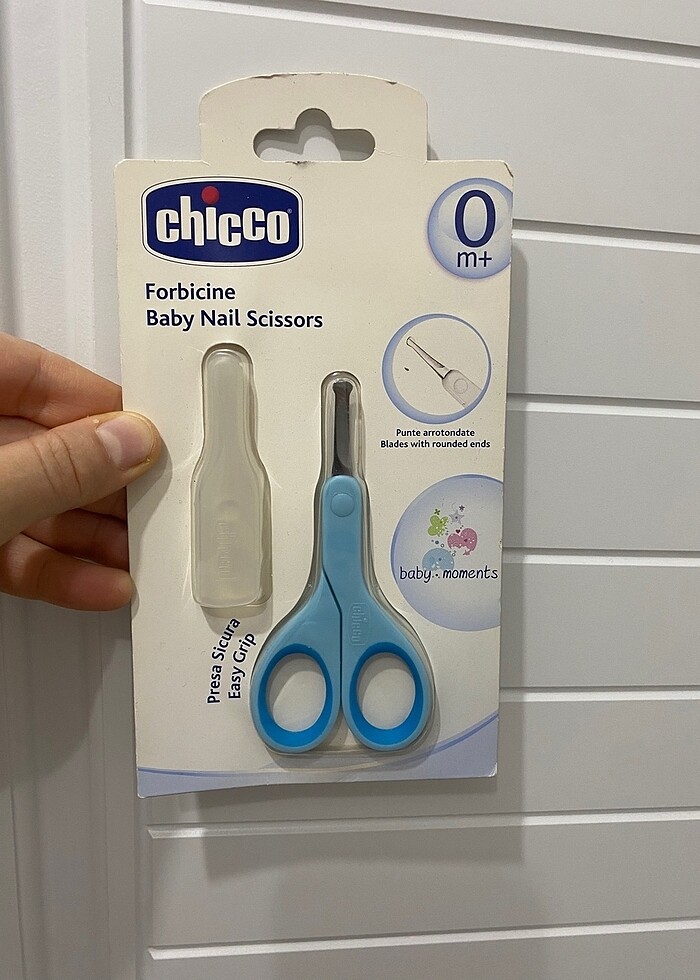 chicco
0
m+
Forbicine
Baby Nail Scissors
Punte arrotondate
Blades with rounded ends
baby moments
Presa Sicura
Easy Grip
chicco